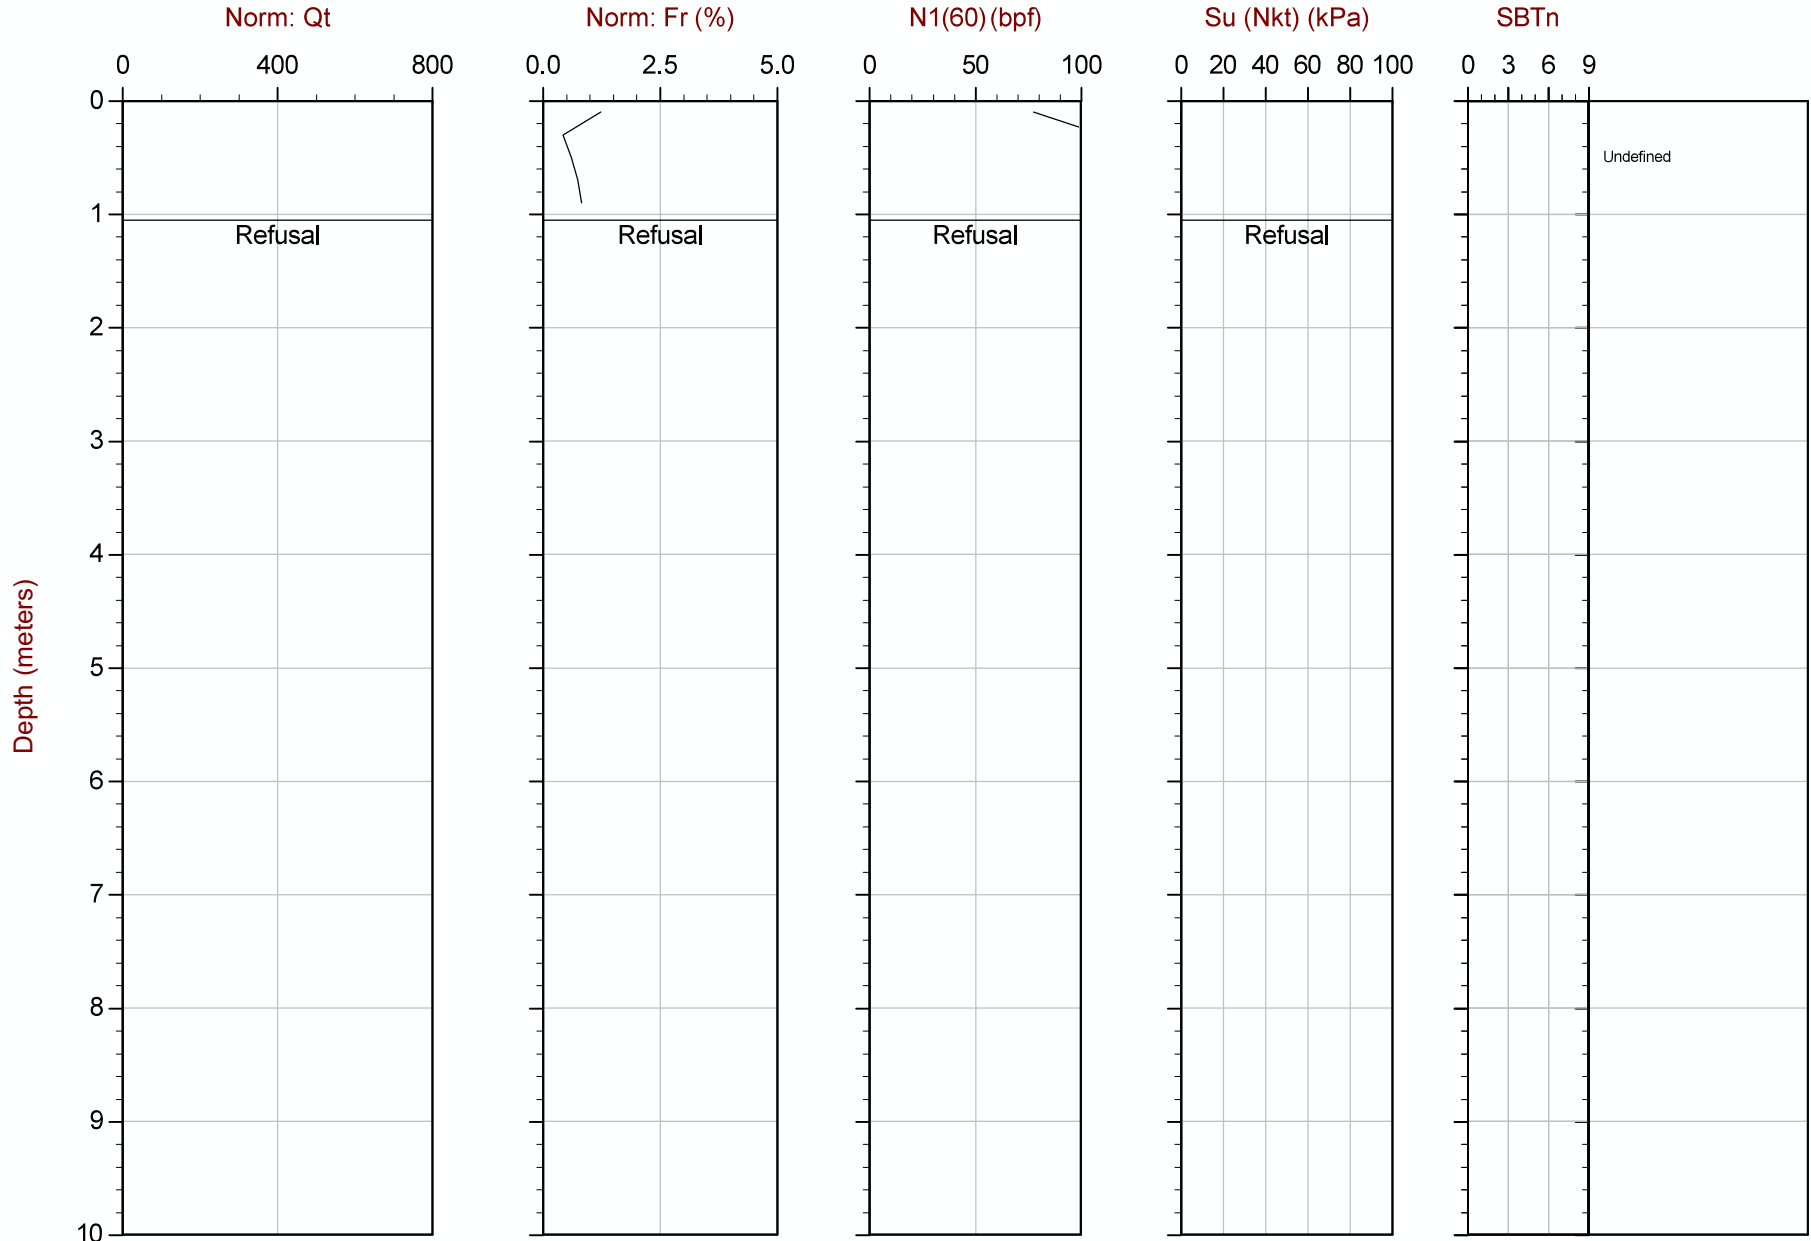 Norm: Qt Norm: Fr (%) N1(60) (bpf) Su (Nkt) (kPa) SBTn
0 400 800 0.0 2.5 5.0 0 50 100 0 20 40 60 80 100 0 3 6 9
0
Undefined
1
Refusal Refusal Refusal Refusal
2
3
4
Depth (meters)
5
6
7
8
9
10